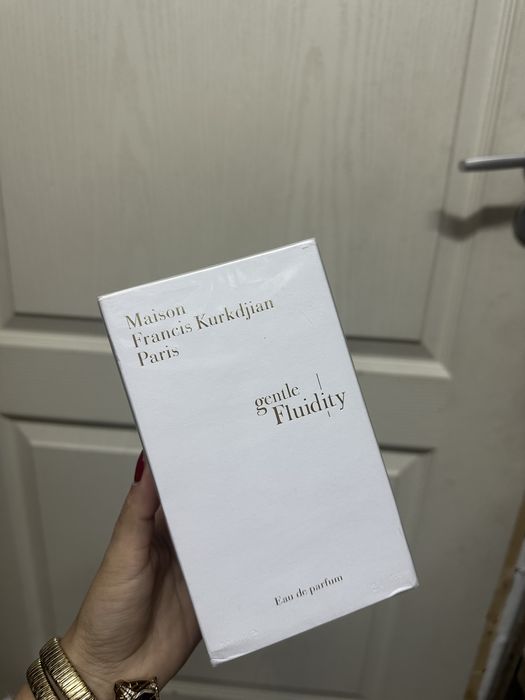 Maison
Francis Kurkdjian
Paris
gentle
Fluidity
Eau de parfum